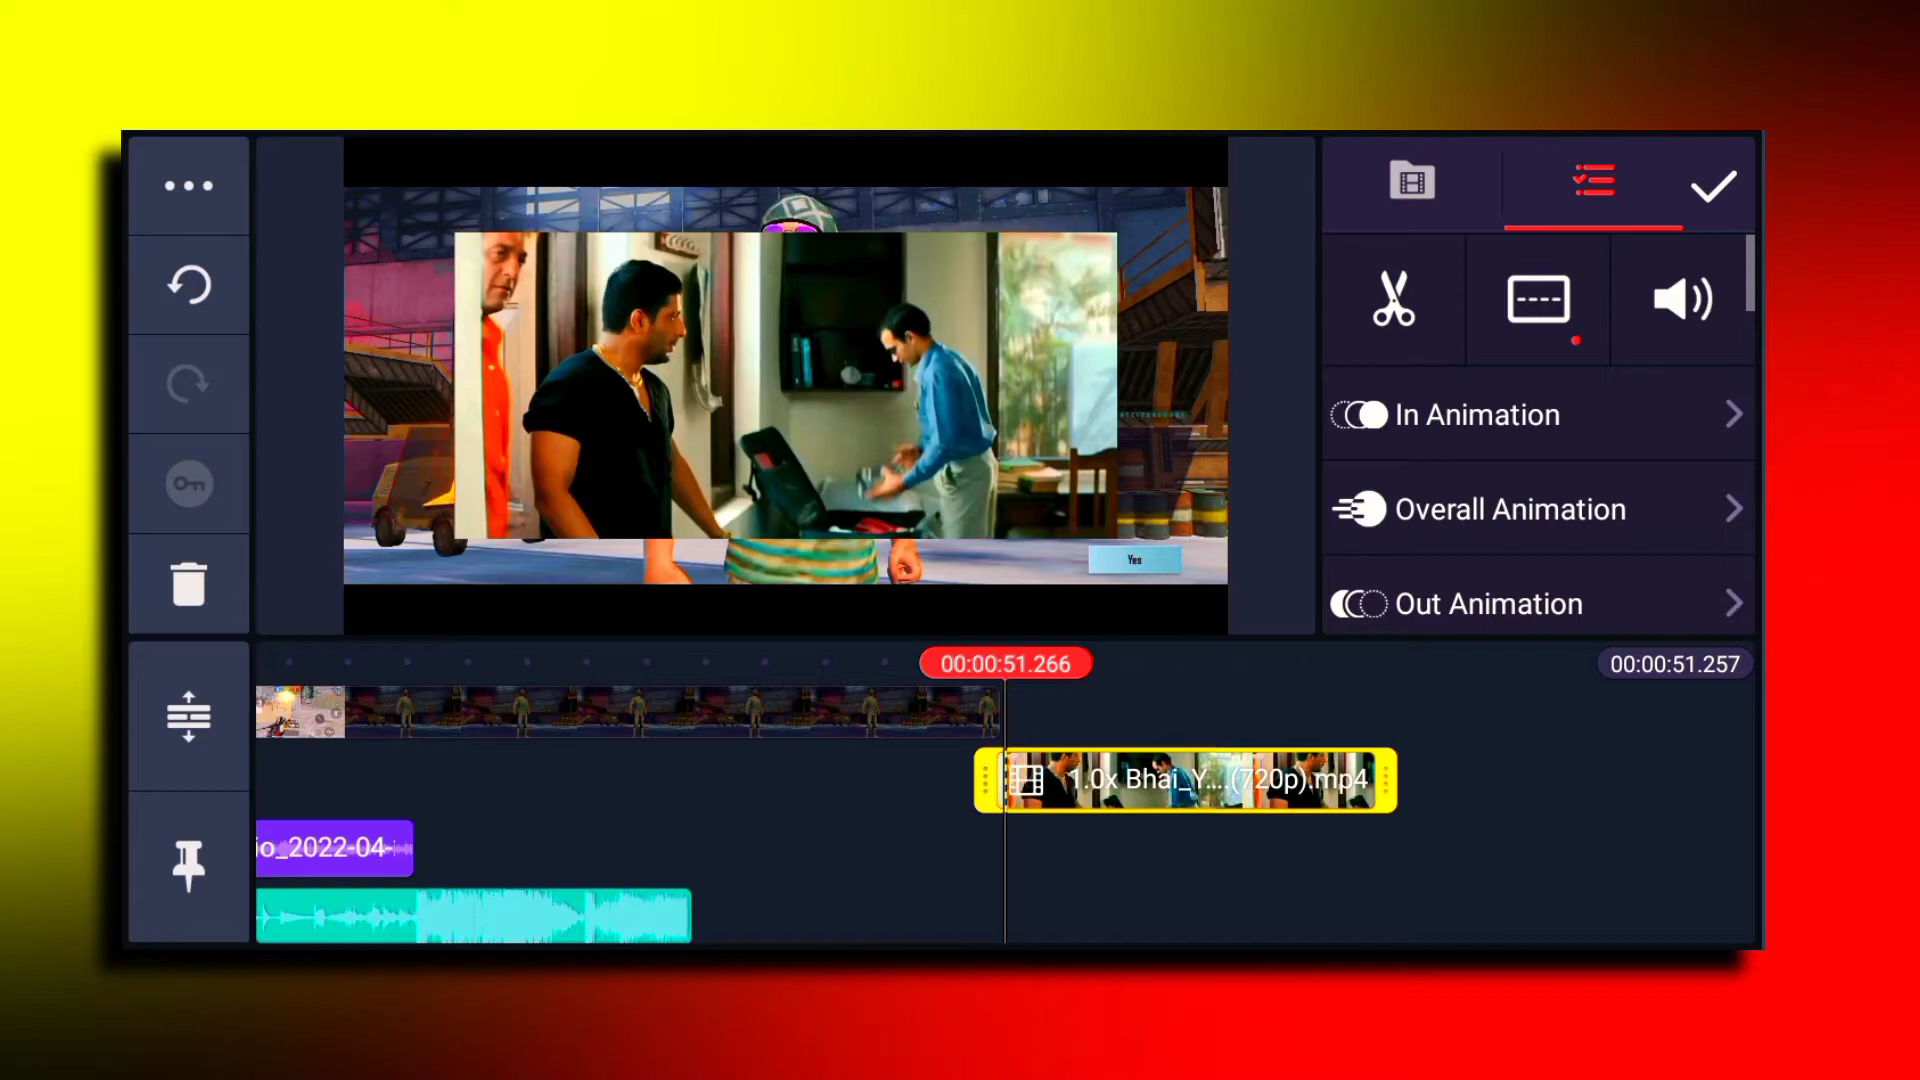 In Animation
Overall Animation
Yes
Out Animation
00:00:51.266
00:00:51.257
1.0x Bhai_Y....(720p).mp4
io_2022-04-